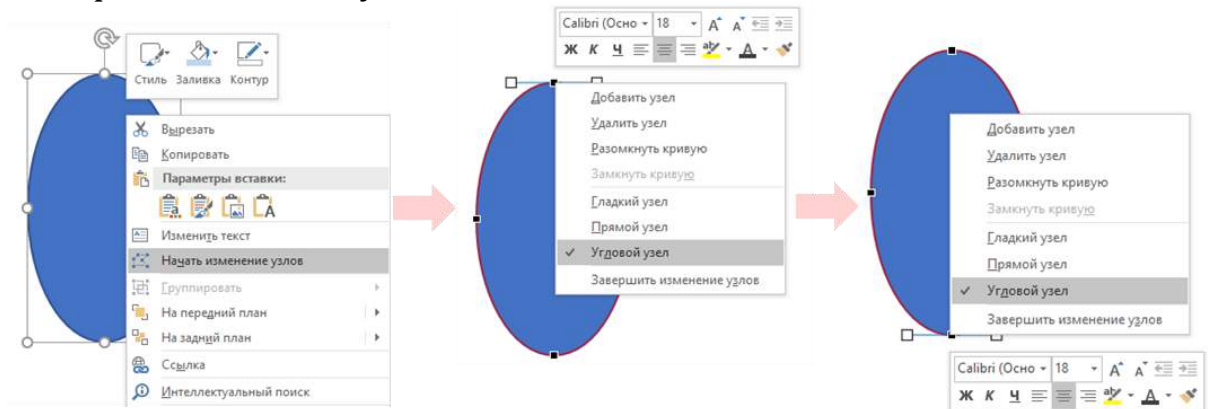 Стиль Заливка Контур
Вырезать
Копировать
Параметры вставки:
Изменить текст
Начать изменение узлов
Группировать
На передний план
На задний план
Ссылка
Интеллектуальный поиск
Calibri (Осно 18 A A
Ж К Ч ab A
Добавить узел
Удалить узел
Разомкнуть кривую
Замкнуть кривую
Гладкий узел
Прямой узел
Угловой узел
Завершить изменение узлов
Добавить узел
Удалить узел
Разомкнуть кривую
Замкнуть кривую
Гладкий узел
Прямой узел
Угловой узел
Завершить изменение узлов
Calibri (Осно 18 A A
Ж К Ч ab A